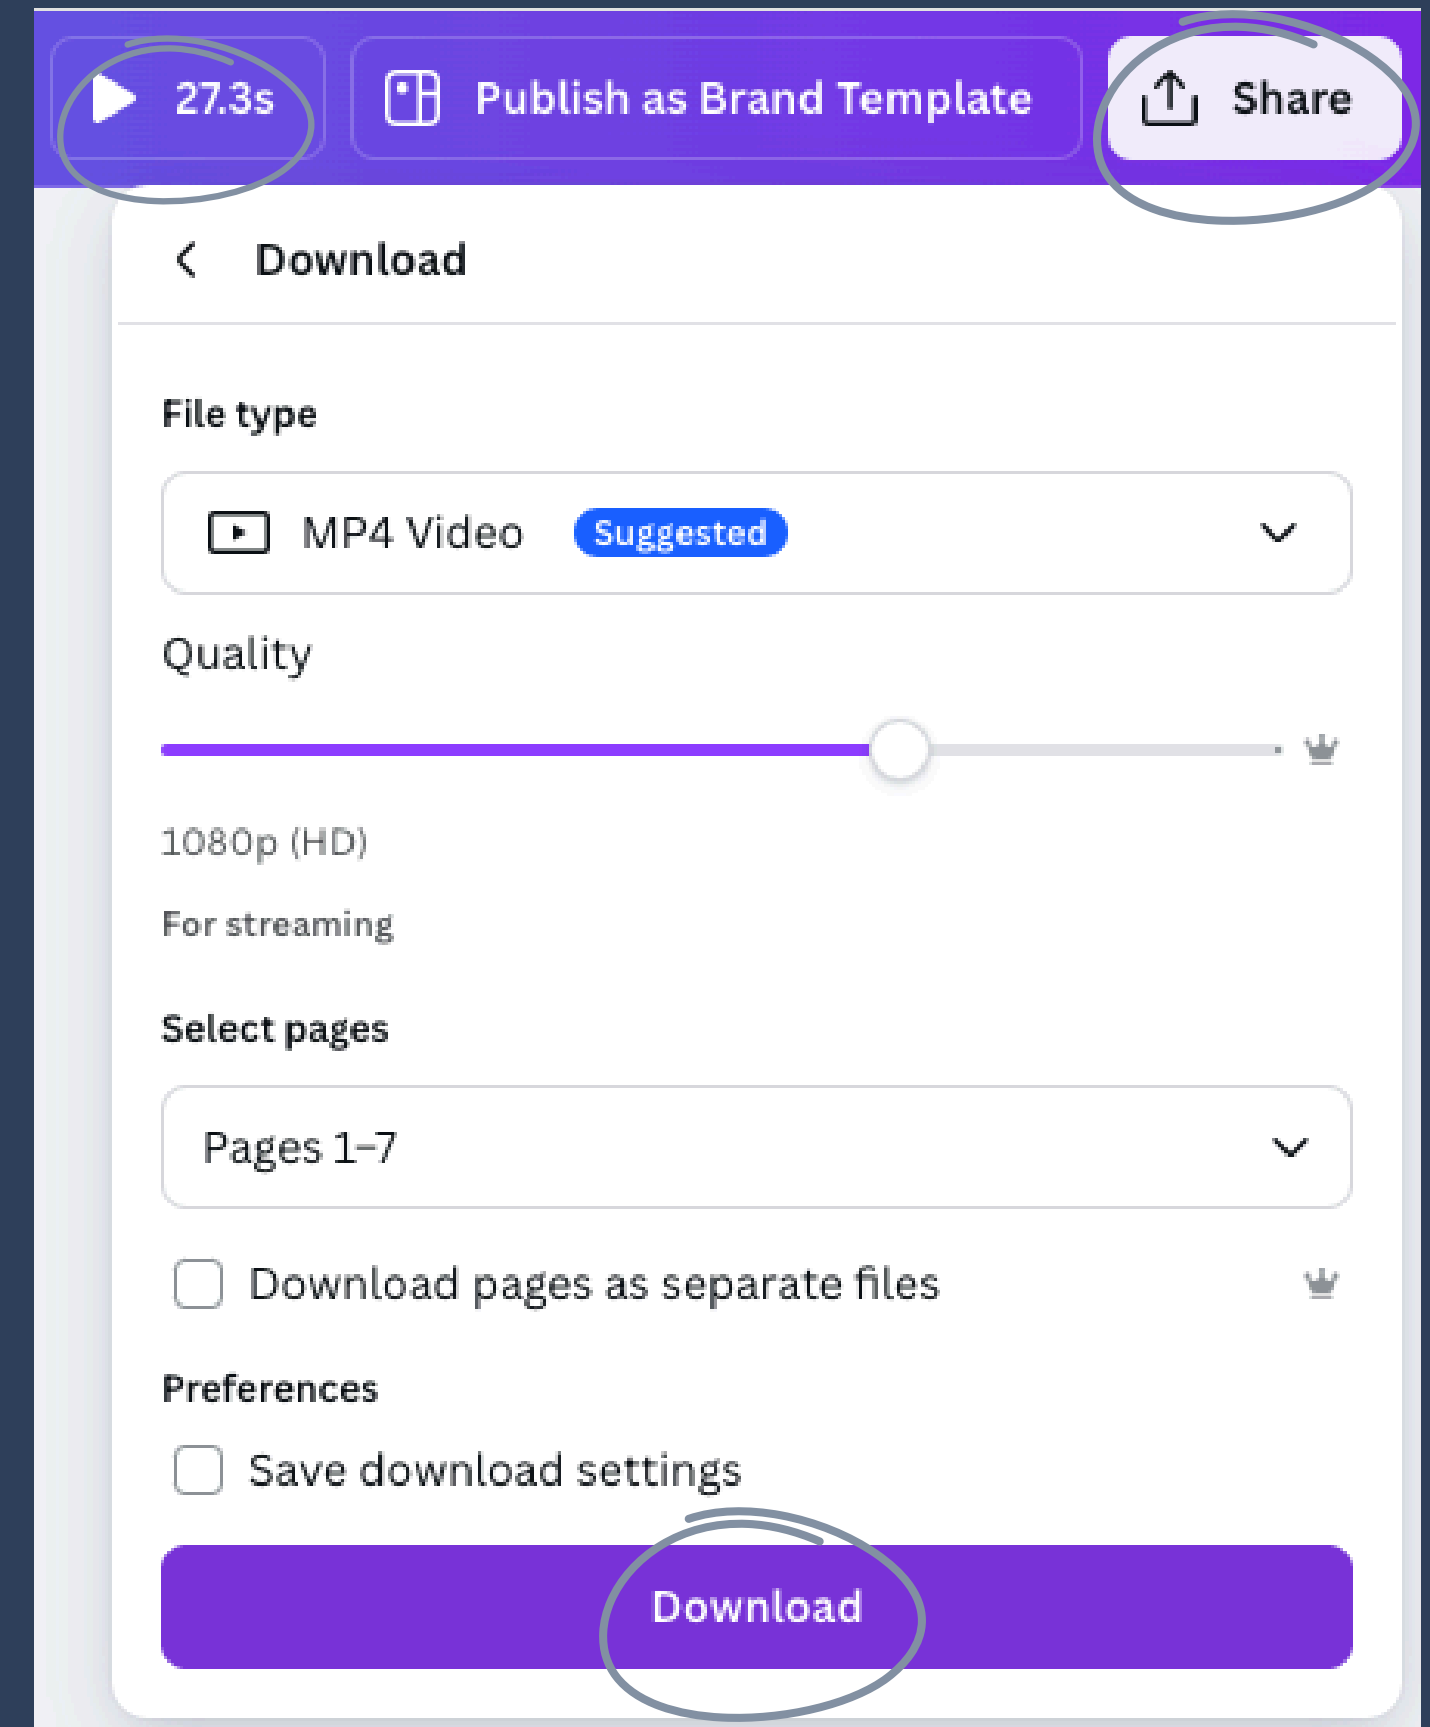 27.3s
Publish as Brand Template
Share
Download
File type
MP4 Video
Suggested
Quality
1080p (HD)
For streaming
Select pages
Pages 1–7
Download pages as separate files
Preferences
Save download settings
Download